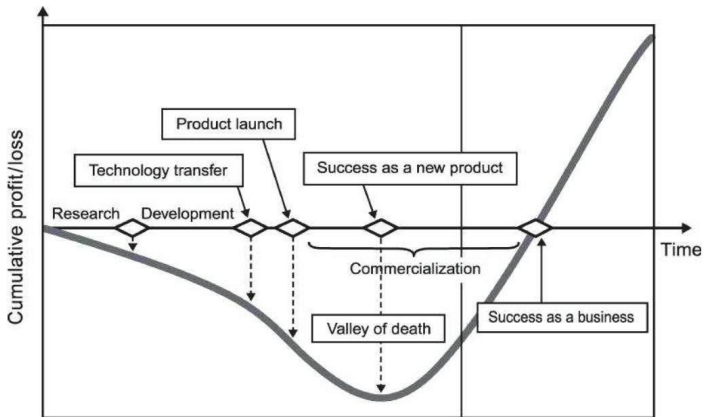 Cumulative profit/loss
Product launch
Technology transfer
Success as a new product
Research
Development
Time
Commercialization
Valley of death
Success as a business